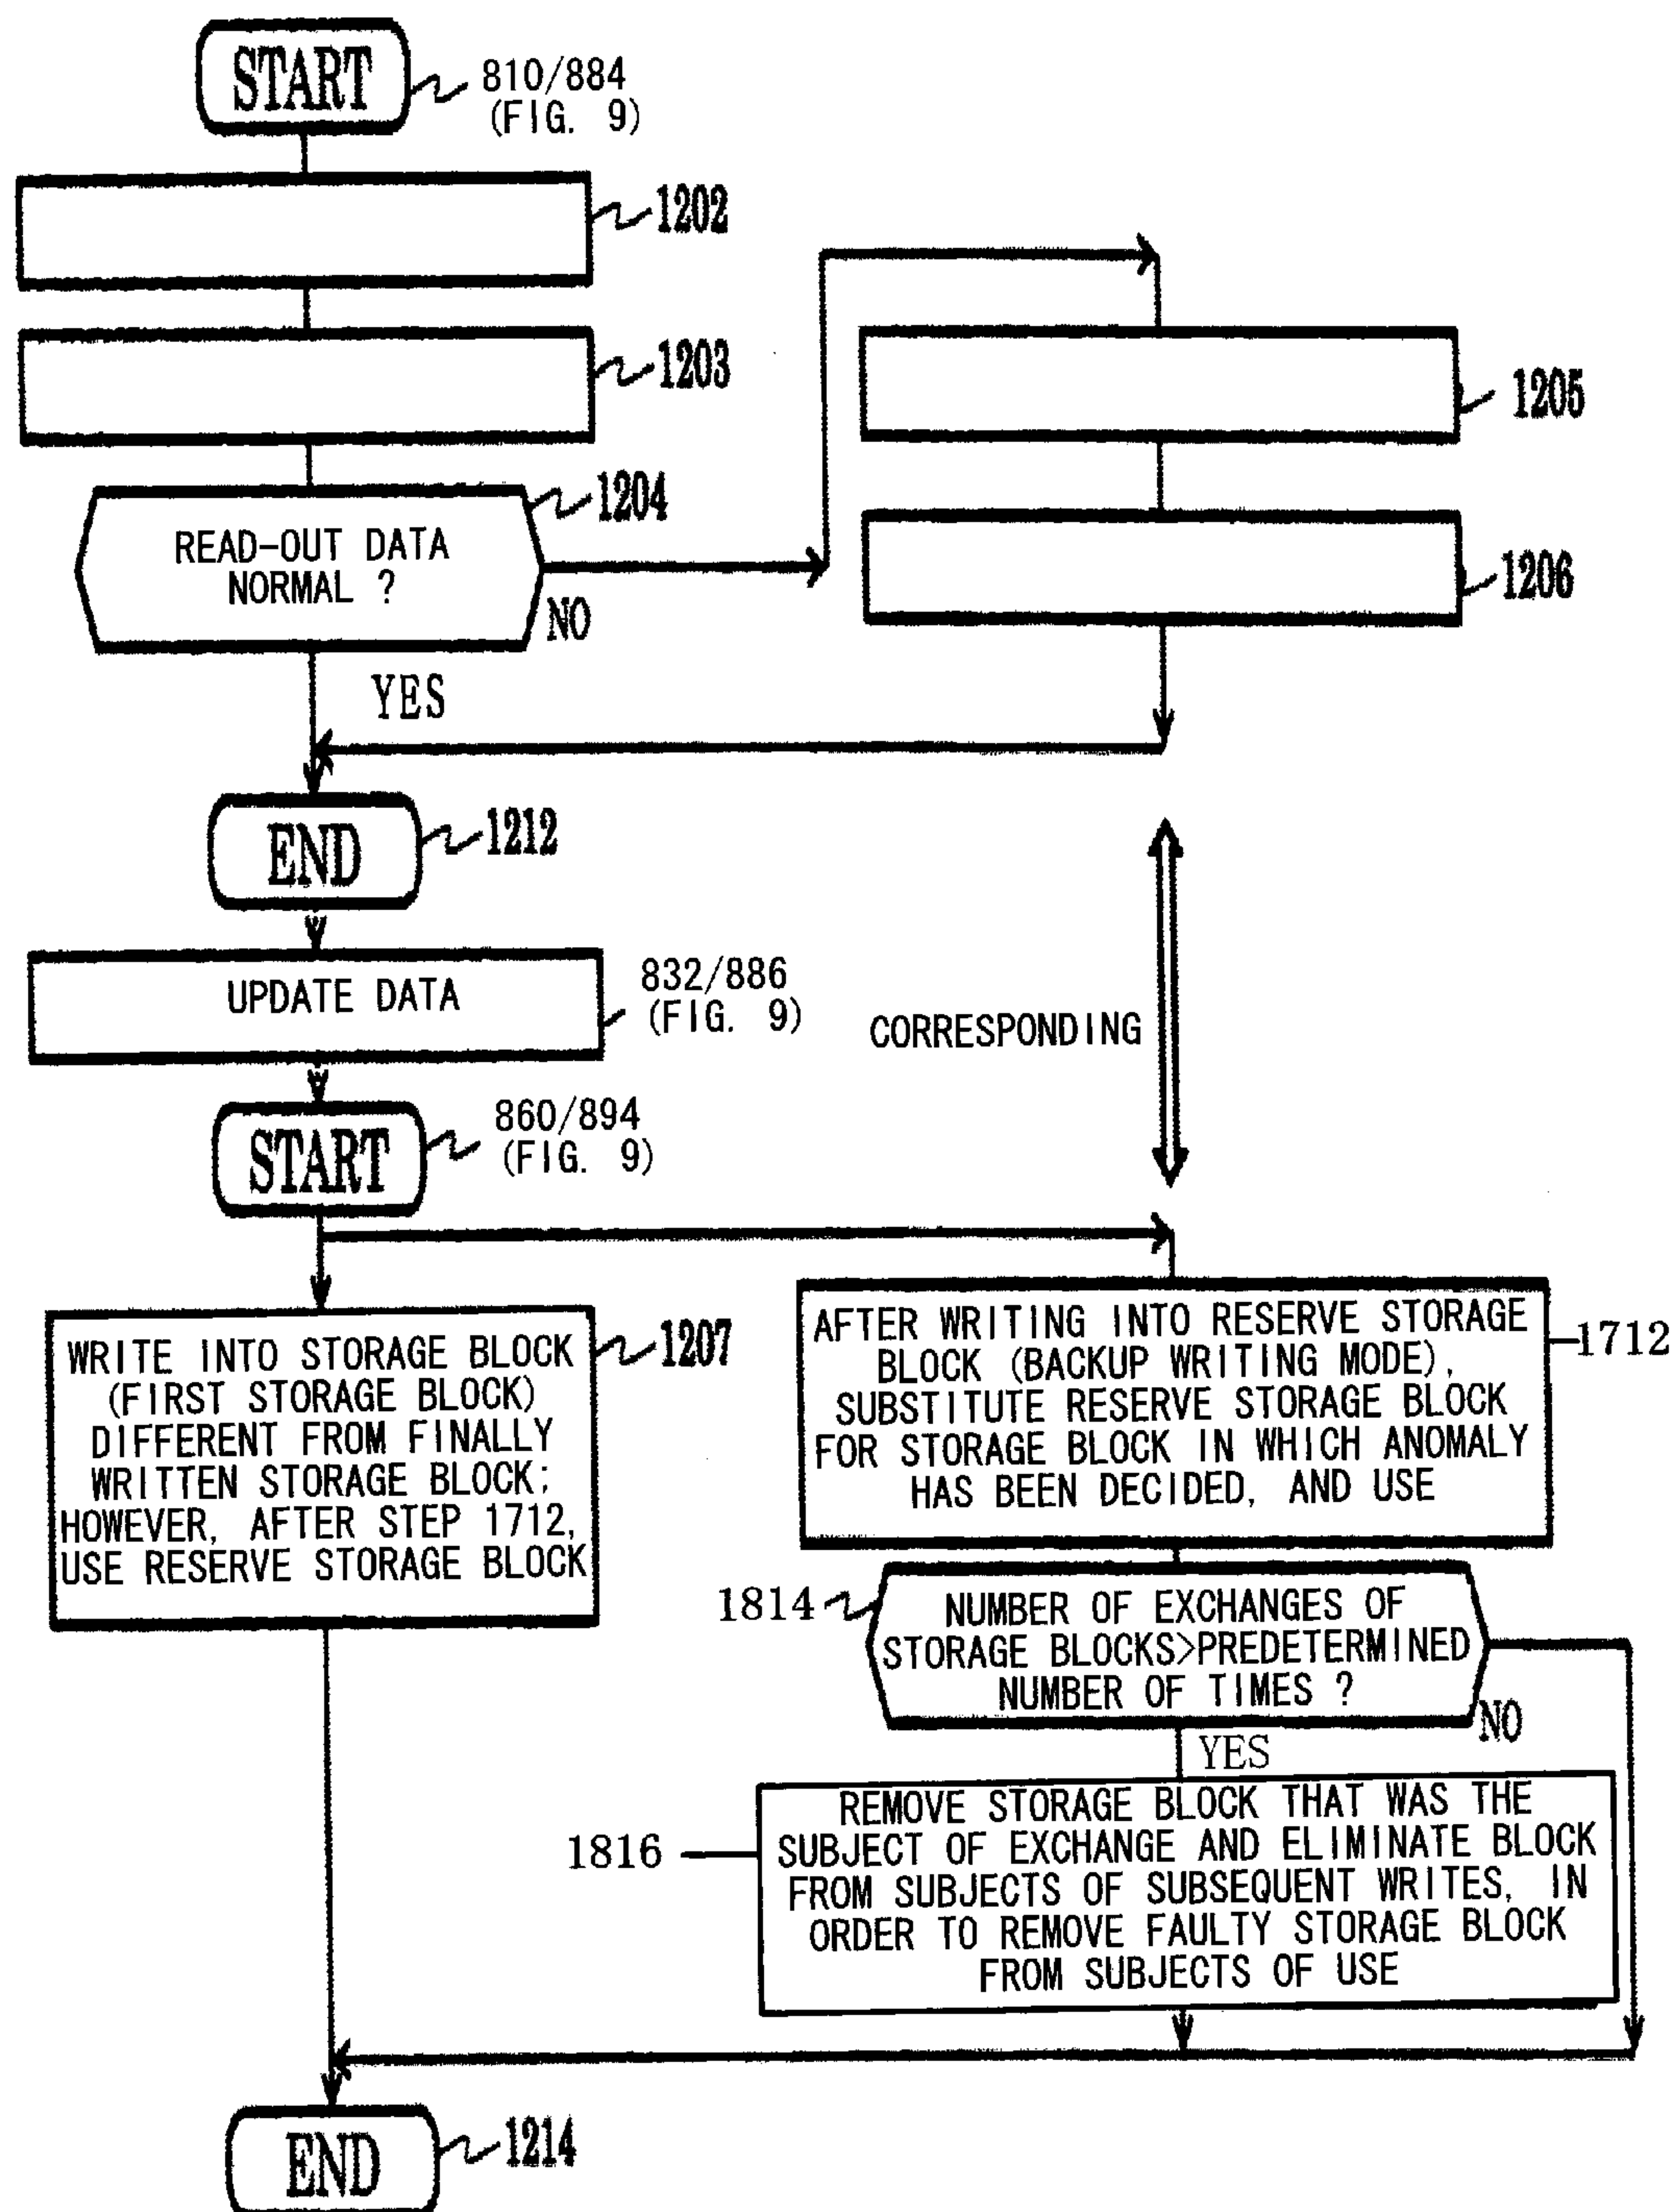 START
810/884
(FIG. 9)
1202
1203
1205
1204
READ-OUT DATA
NORMAL ?
NO
1206
YES
END
1212
UPDATE DATA
832/886
(FIG. 9)
CORRESPONDING
START
860/894
(FIG. 9)
WRITE INTO STORAGE BLOCK
(FIRST STORAGE BLOCK)
DIFFERENT FROM FINALLY
WRITTEN STORAGE BLOCK;
HOWEVER, AFTER STEP 1712,
USE RESERVE STORAGE BLOCK
1207
AFTER WRITING INTO RESERVE STORAGE
BLOCK (BACKUP WRITING MODE),
SUBSTITUTE RESERVE STORAGE BLOCK
FOR STORAGE BLOCK IN WHICH ANOMALY
HAS BEEN DECIDED, AND USE
1712
1814
NUMBER OF EXCHANGES OF
STORAGE BLOCKS>PREDETERMINED
NUMBER OF TIMES ?
NO
YES
1816
REMOVE STORAGE BLOCK THAT WAS THE
SUBJECT OF EXCHANGE AND ELIMINATE BLOCK
FROM SUBJECTS OF SUBSEQUENT WRITES, IN
ORDER TO REMOVE FAULTY STORAGE BLOCK
FROM SUBJECTS OF USE
END
1214